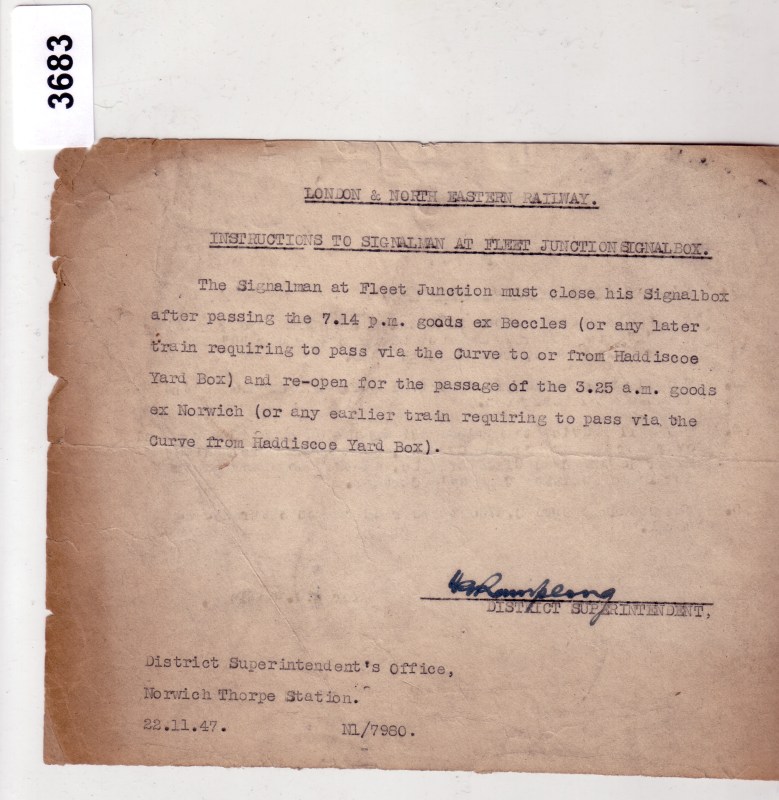 3683
LONDON & NORTH EASTERN RAILWAY.
INSTRUCTIONS TO SIGNALMAN AT FLEET JUNCTION SIGNALBOX.
The Signalman at Fleet Junction must close his Signalbox
after passing the 7.14 p.m. goods ex Beccles (or any later
train requiring to pass via the Curve to or from Haddiscoe
Yard Box) and re-open for the passage of the 3.25 a.m. goods
ex Norwich (or any earlier train requiring to pass via the
Curve from Haddiscoe Yard Box).
DISTRICT SUPERINTENDENT,
District Superintendent's Office,
Norwich Thorpe Station.
22.11.47. N1/7980.